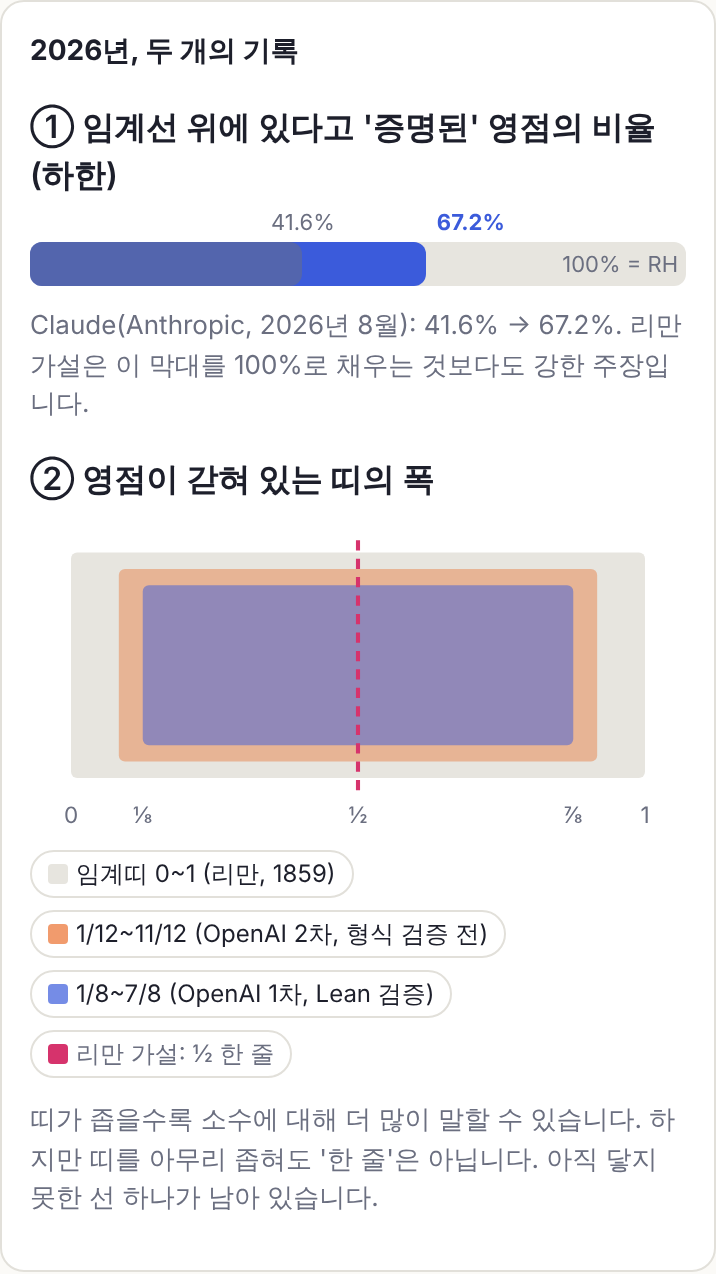 2026년, 두 개의 기록
① 임계선 위에 있다고 '증명된' 영점의 비율
(하한)
41.6% 67.2%
100% = RH
Claude(Anthropic, 2026년 8월): 41.6% → 67.2%. 리만
가설은 이 막대를 100%로 채우는 것보다도 강한 주장입
니다.
② 영점이 갇혀 있는 띠의 폭
0 ⅛ ½ ⅞ 1
임계띠 0~1 (리만, 1859)
1/12~11/12 (OpenAI 2차, 형식 검증 전)
1/8~7/8 (OpenAI 1차, Lean 검증)
리만 가설: ½ 한 줄
띠가 좁을수록 소수에 대해 더 많이 말할 수 있습니다. 하
지만 띠를 아무리 좁혀도 '한 줄'은 아닙니다. 아직 닿지
못한 선 하나가 남아 있습니다.